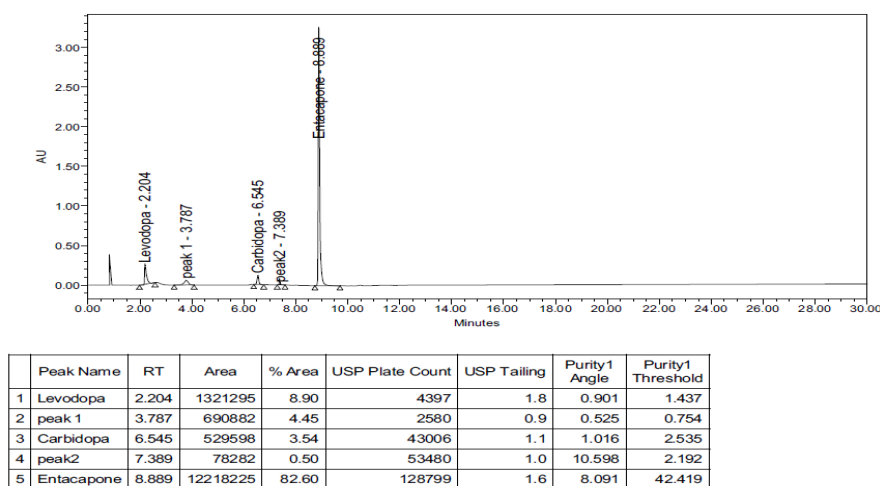 3.00
2.50
2.00
1.50
1.00
0.50
0.00
AU
Levodopa - 2.204
peak 1 - 3.787
Carbidopa - 6.545
peak2 - 7.389
Entacapone - 8.889
0.00 2.00 4.00 6.00 8.00 10.00 12.00 14.00 16.00 18.00 20.00 22.00 24.00 26.00 28.00 30.00
Minutes
Peak Name RT Area % Area USP Plate Count USP Tailing Purity1 Angle Purity1 Threshold
1 Levodopa 2.204 1321295 8.90 4397 1.8 0.901 1.437
2 peak 1 3.787 690882 4.45 2580 0.9 0.525 0.754
3 Carbidopa 6.545 529598 3.54 43006 1.1 1.016 2.535
4 peak2 7.389 78282 0.50 53480 1.0 10.598 2.192
5 Entacapone 8.889 12218225 82.60 128799 1.6 8.091 42.419